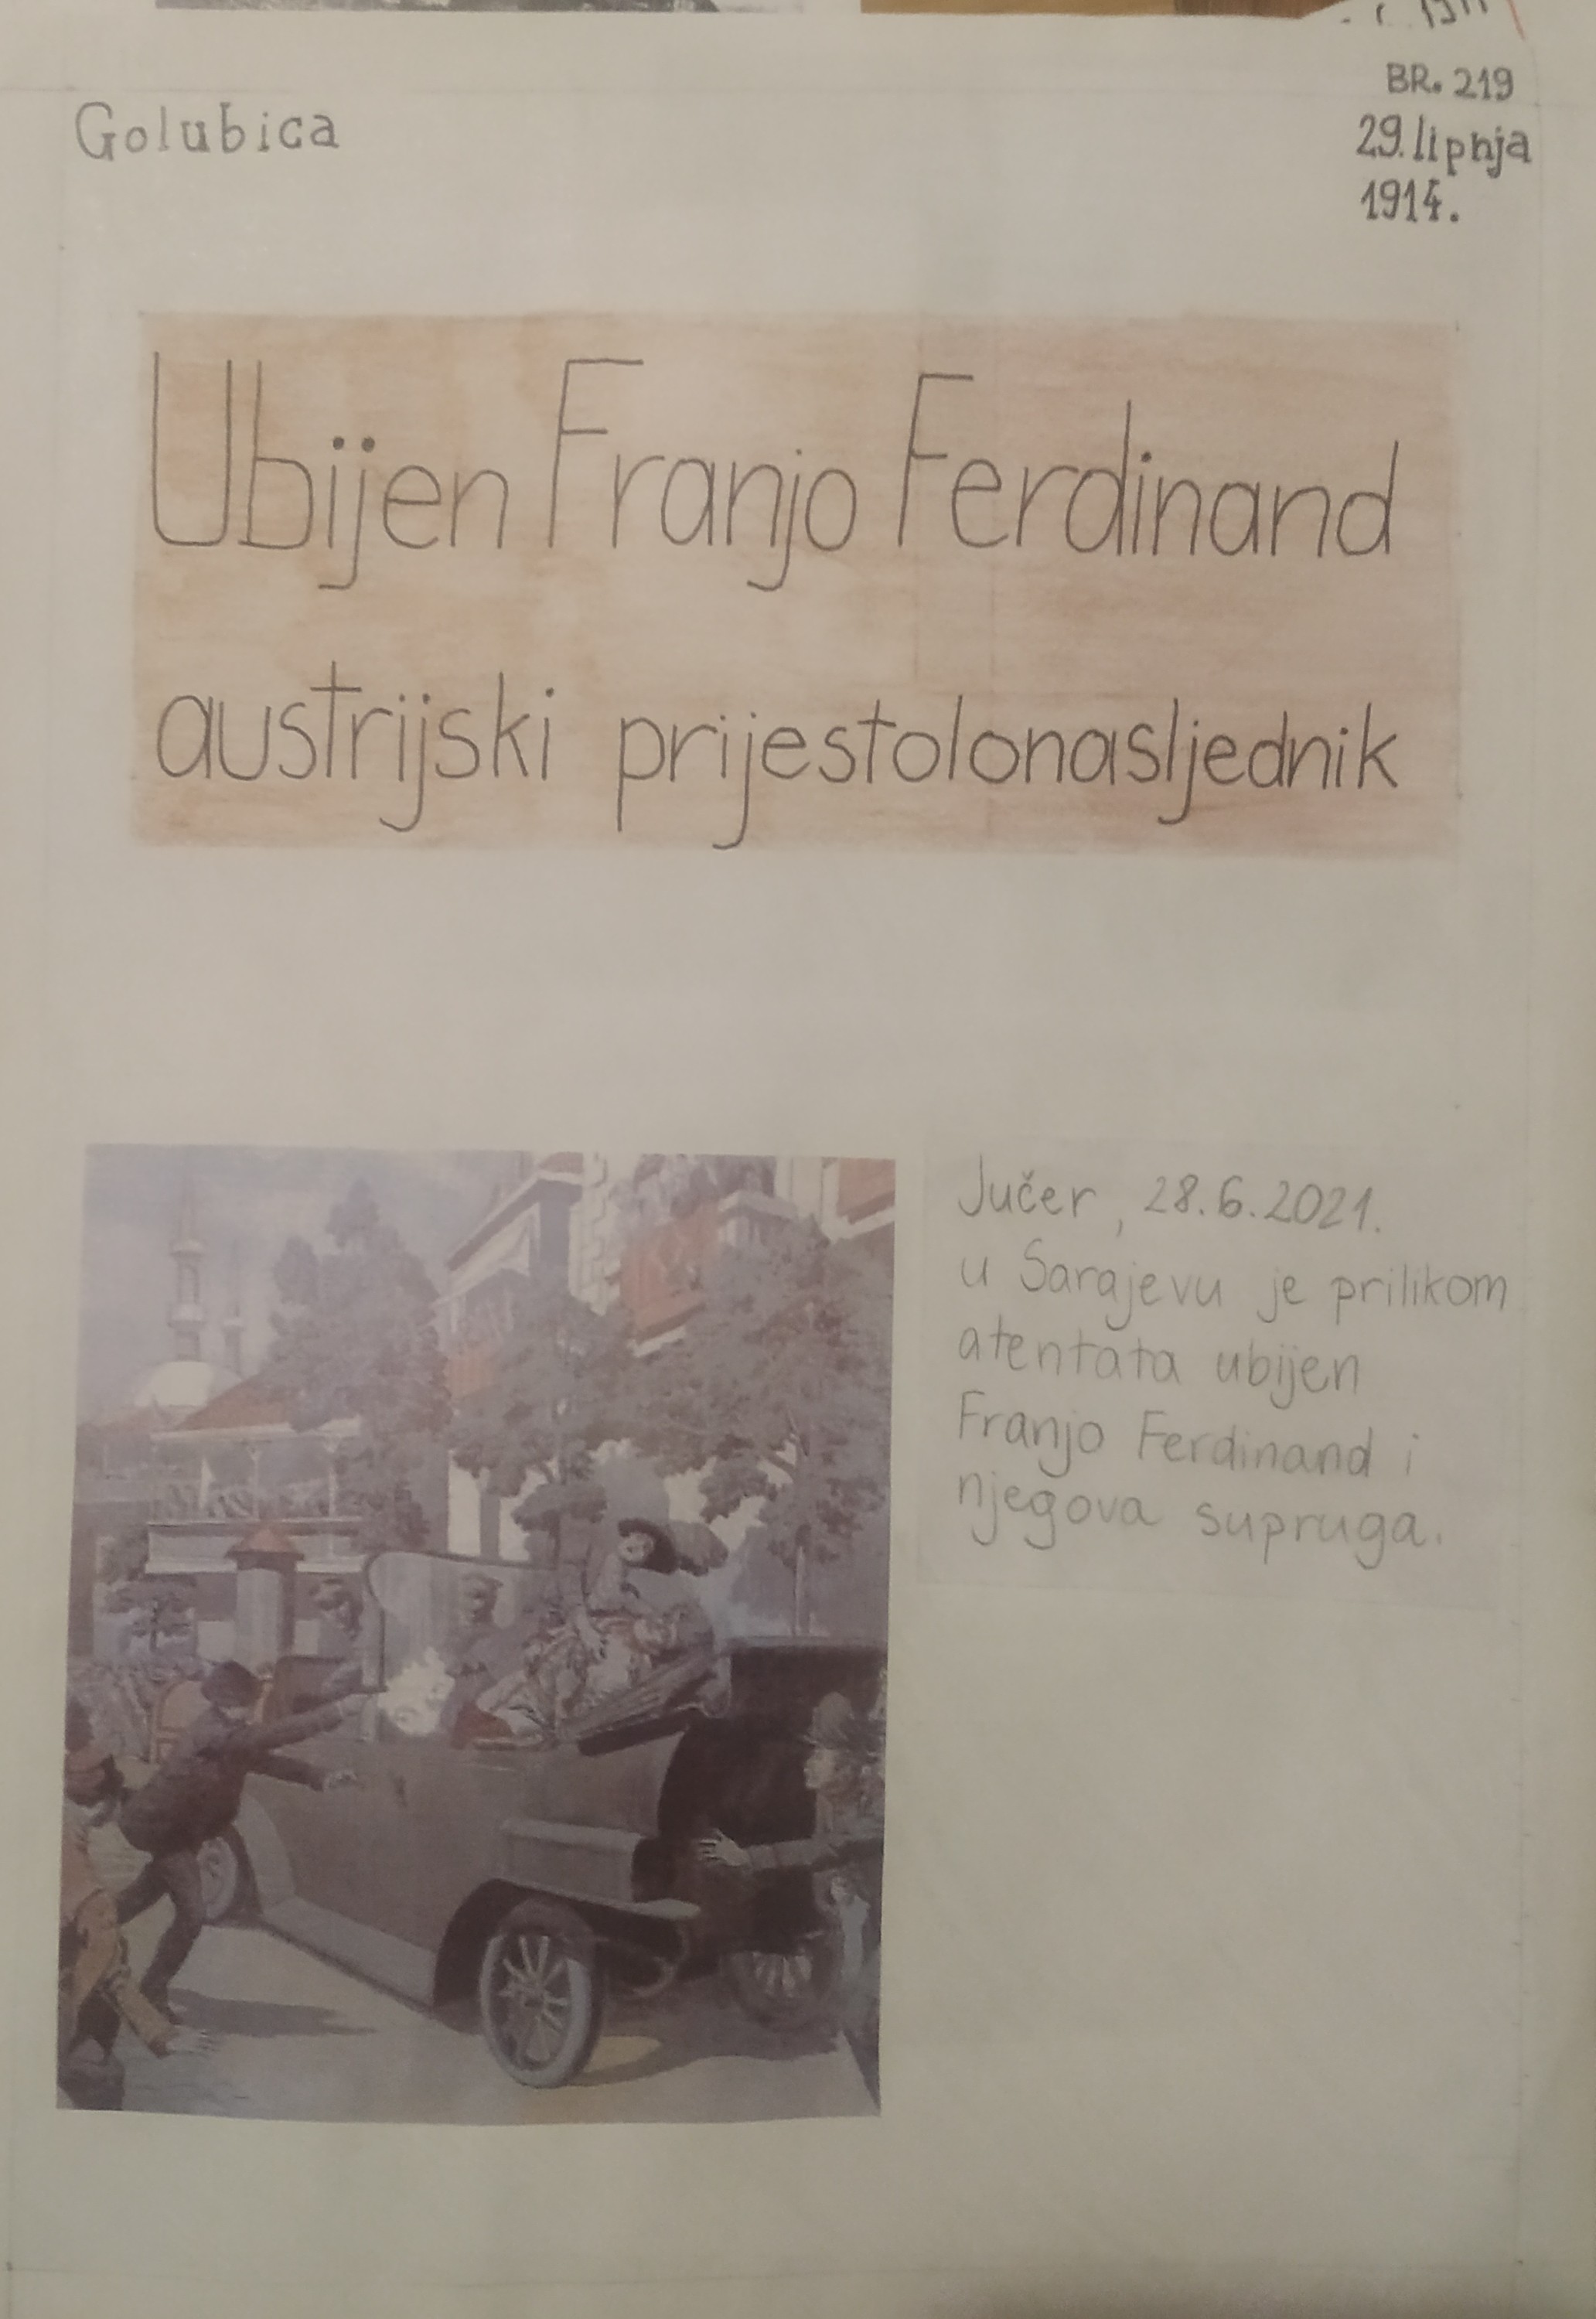 Golubica
BR. 219
29. lipnja
1914.
Ubijen Franjo Ferdinand
austrijski prijestolonasljednik
Jučer, 28.6.2021.
u Sarajevu je prilikom
atentata ubijen
Franjo Ferdinand i
njegova supruga.